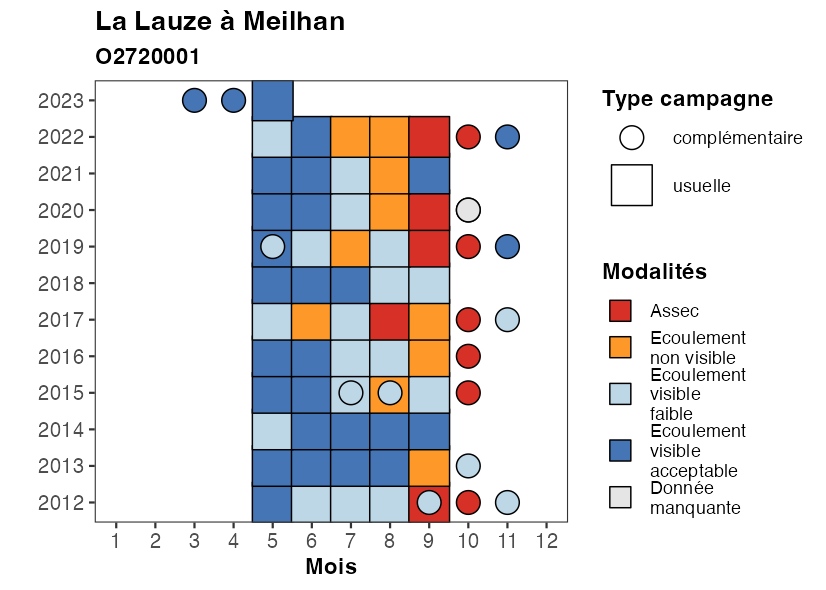 La Lauze à Meilhan
O2720001
2023
2022
2021
2020
2019
2018
2017
2016
2015
2014
2013
2012
1 2 3 4 5 6 7 8 9 10 11 12
Mois
Type campagne
complémentaire
usuelle
Modalités
Assec
Ecoulement
non visible
Ecoulement
visible
faible
Ecoulement
visible
acceptable
Donnée
manquante